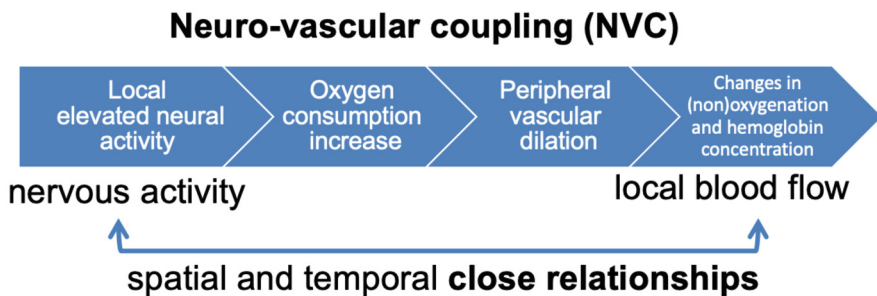 Neuro-vascular coupling (NVC)
Local
elevated neural
activity
Oxygen
consumption
increase
Peripheral
vascular
dilation
Changes in
(non)oxygenation
and hemoglobin
concentration
nervous activity
local blood flow
spatial and temporal close relationships